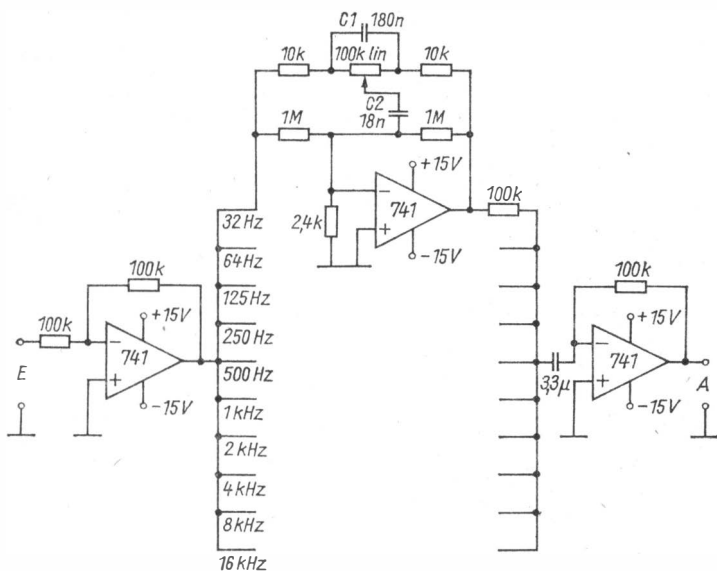 C1 180n
10k 100k lin 10k
C2
18n
1M 1M
+15V
−
741
+
−15V
2,4k
100k
32 Hz
64 Hz
125 Hz
250 Hz
500 Hz
1 kHz
2 kHz
4 kHz
8 kHz
16 kHz
100k
100k
+15V
−
741
+
−15V
E
3,3µ
100k
+15V
−
741
+
−15V
A